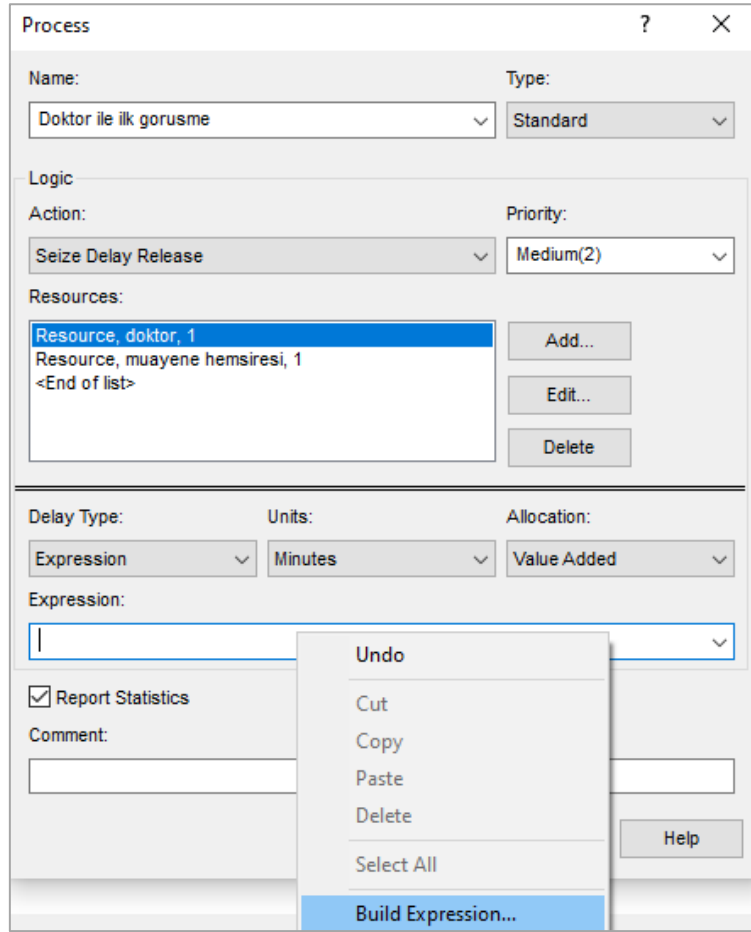 Process ?
Name: Type:
Doktor ile ilk gorusme Standard
Logic
Action: Priority:
Seize Delay Release Medium(2)
Resources:
Resource, doktor, 1
Add...
Resource, muayene hemsiresi, 1
<End of list>
Edit...
Delete
Delay Type: Units: Allocation:
Expression Minutes Value Added
Expression:
Undo
Report Statistics
Cut
Comment:
Copy
Paste
Delete
Help
Select All
Build Expression...